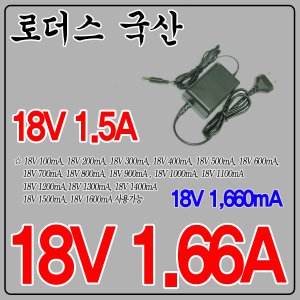 로더스 국산
18V 1.5A
☆ 18V 100mA, 18V 200mA, 18V 300mA, 18V 400mA, 18V 500mA, 18V 600mA,
18V 700mA, 18V 800mA, 18V 900mA , 18V 1000mA, 18V 1100mA
18V 1200mA,18V 1300mA, 18V 1400mA
18V 1500mA, 18V 1600mA 사용가능
18V 1,660mA
18V 1.66A